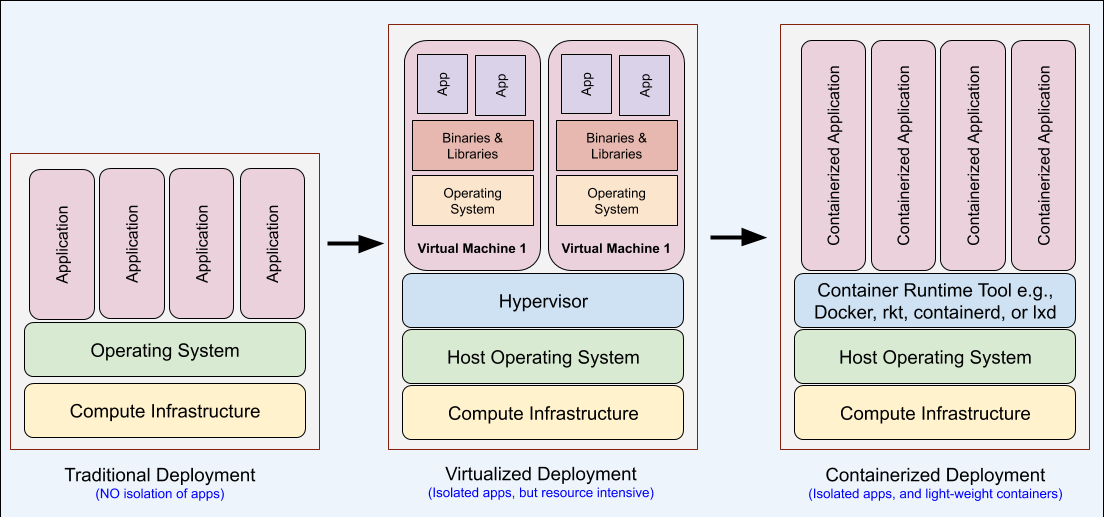 Application
Application
Application
Application
Operating System
Compute Infrastructure
Traditional Deployment
(NO isolation of apps)
App
App
Binaries &
Libraries
Operating
System
Virtual Machine 1
App
App
Binaries &
Libraries
Operating
System
Virtual Machine 1
Hypervisor
Host Operating System
Compute Infrastructure
Virtualized Deployment
(Isolated apps, but resource intensive)
Containerized Application
Containerized Application
Containerized Application
Containerized Application
Container Runtime Tool e.g.,
Docker, rkt, containerd, or lxd
Host Operating System
Compute Infrastructure
Containerized Deployment
(Isolated apps, and light-weight containers)